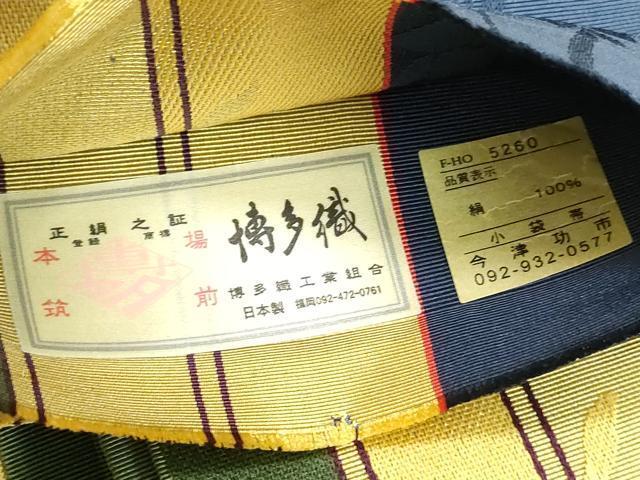 正絹之証
登録 商標
本場
筑前
博多織
博多織工業組合
日本製 福岡092-472-0761
F-HO 5260
品質表示
絹 100%
小袋帯
今津功市
092-932-0577